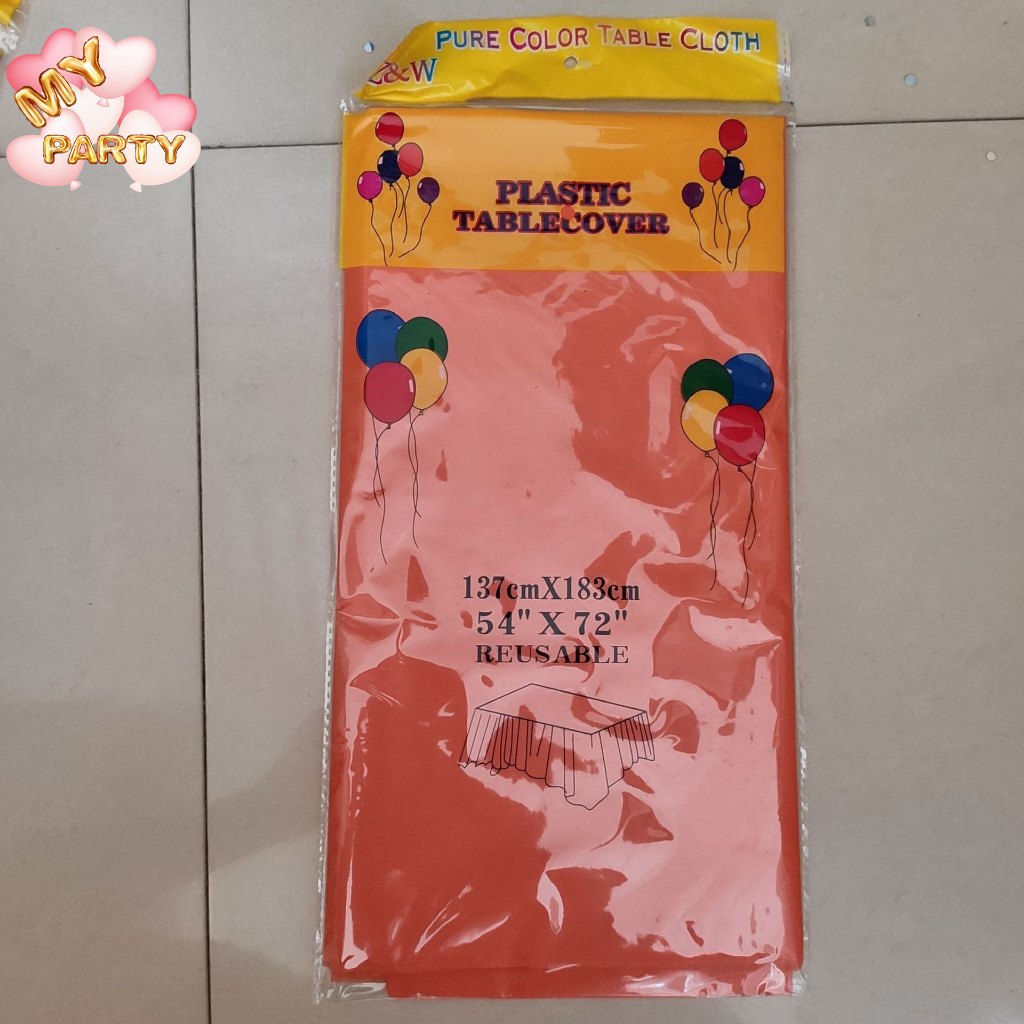 MY
PARTY
PURE COLOR TABLE CLOTH
&W
PLASTIC
TABLECOVER
137cmX183cm
54" X 72"
REUSABLE